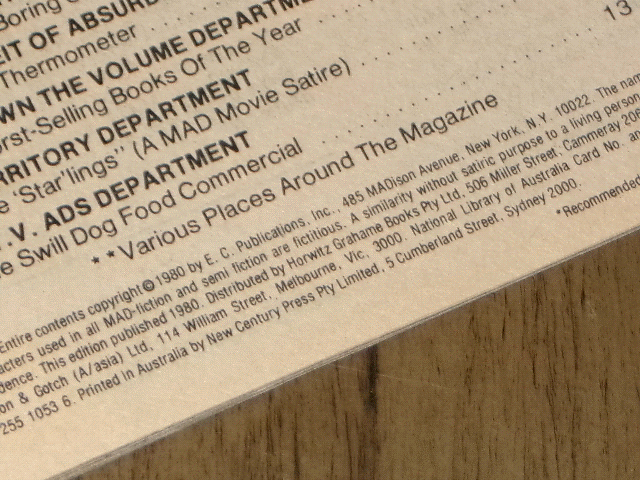 Boring
EIT OF ABSURD
Thermometer
WN THE VOLUME DEPARTME
orst-Selling Books Of The Year
13
RRITORY DEPARTMENT
e 'Star'lings" (A MAD Movie Satire)
. V. ADS DEPARTMENT
e Swill Dog Food Commercial
**Various Places Around The Magazine
Entire contents copyright © 1980 by E. C. Publications, Inc., 485 MADison Avenue, New York, N.Y. 10022. The nam
acters used in all MAD-fiction and semi fiction are fictitious. A similarity without satiric purpose to a living person
dence. This edition published 1980. Distributed by Horwitz Grahame Books Pty Ltd, 506 Miller Street, Cammeray 206
on & Gotch (A/asia) Ltd, 114 William Street, Melbourne, Vic, 3000. National Library of Australia Card No. a
255 1053 6. Printed in Australia by New Century Press Pty Limited, 5 Cumberland Street, Sydney 2000.
*Recommended